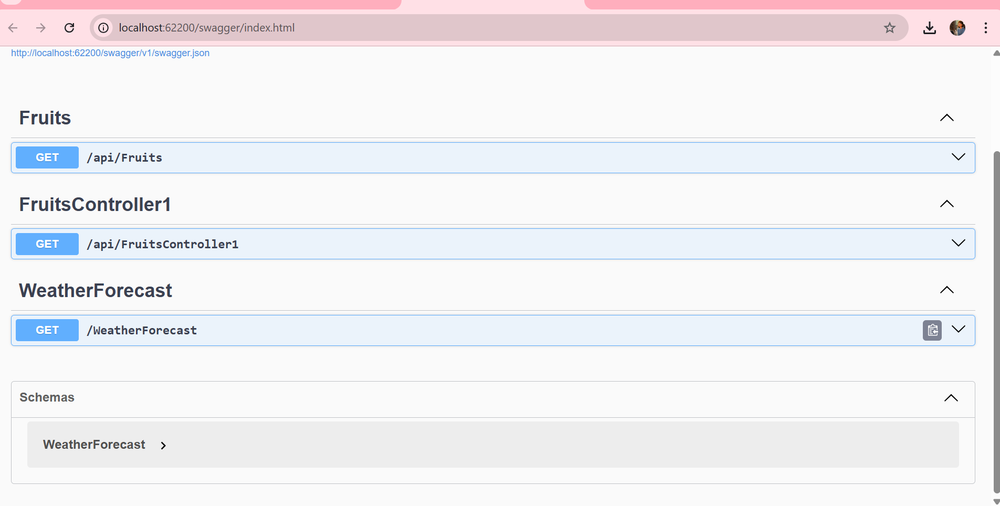 localhost:62200/swagger/index.html
http://localhost:62200/swagger/v1/swagger.json
Fruits
GET /api/Fruits
FruitsController1
GET /api/FruitsController1
WeatherForecast
GET /WeatherForecast
Schemas
WeatherForecast